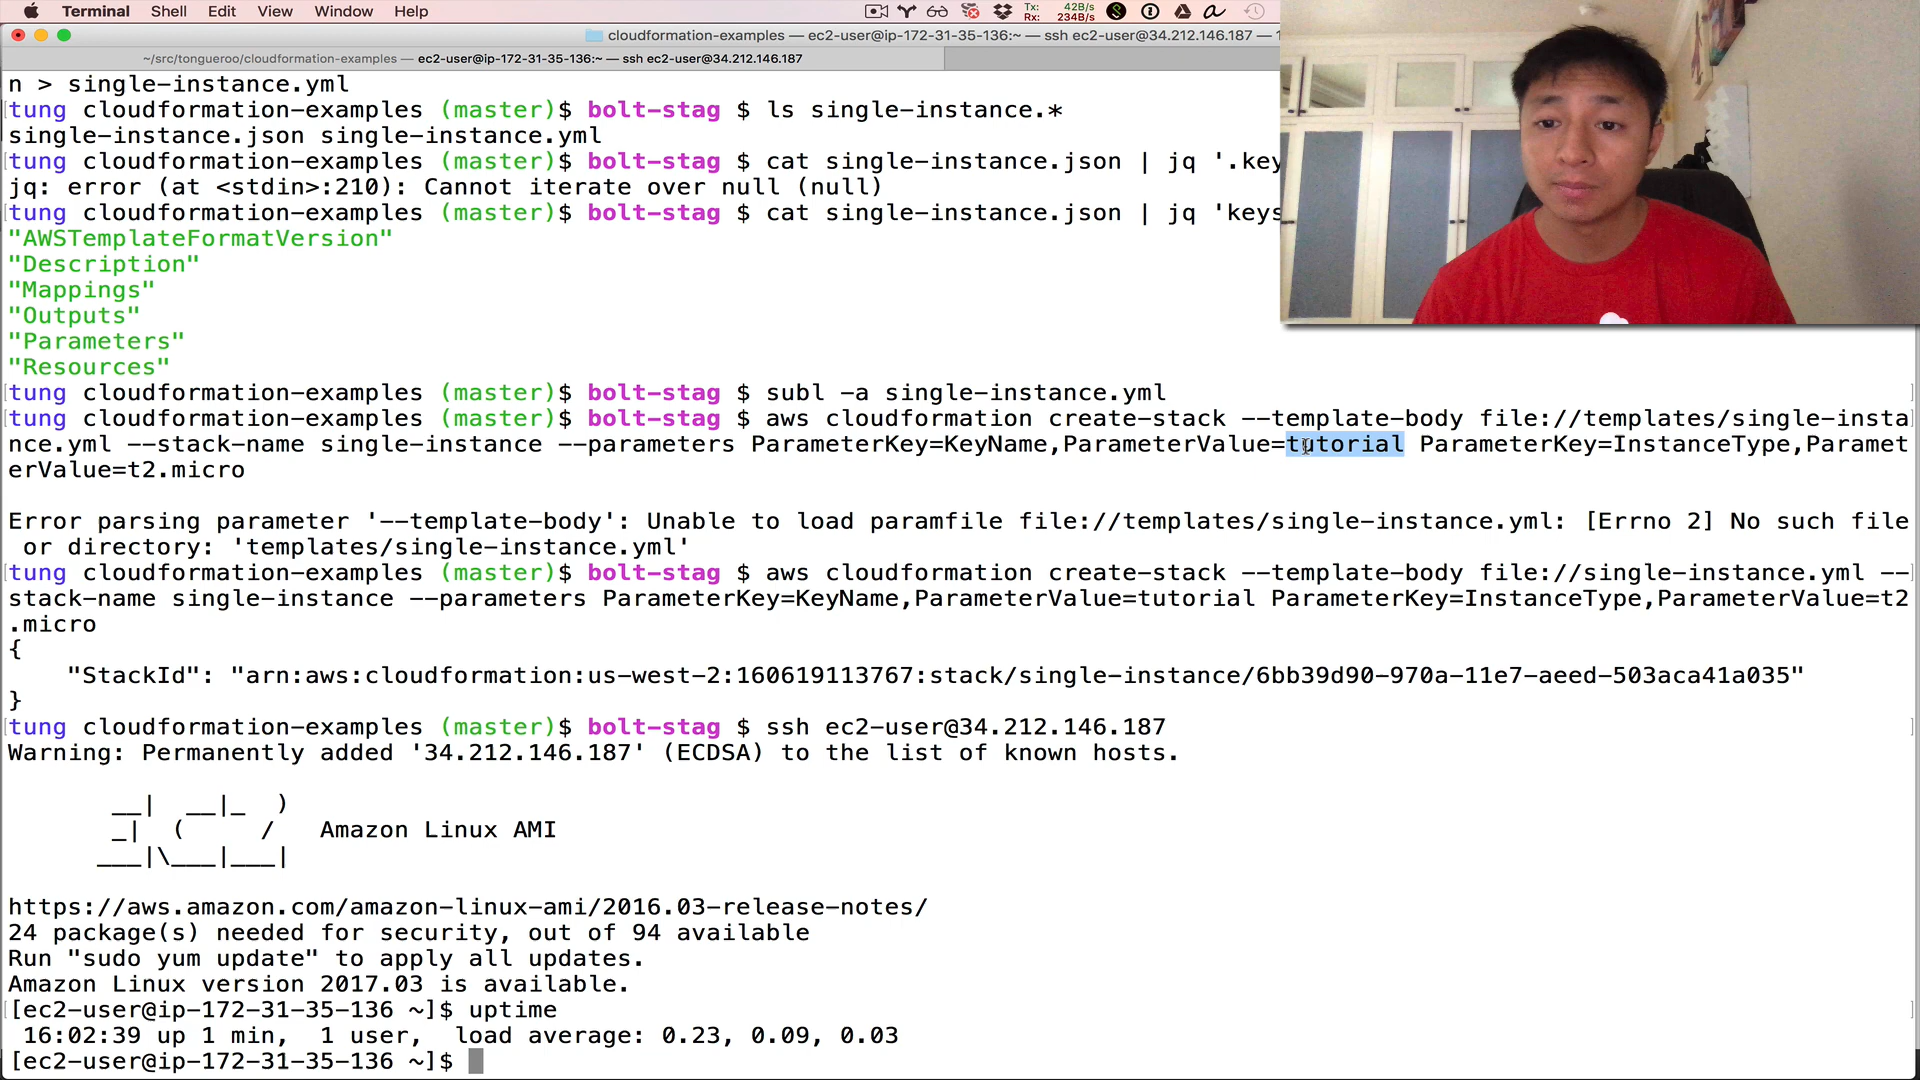 Terminal Shell Edit View Window Help
Tx: 42B/s
Rx: 234B/s
cloudformation-examples — ec2-user@ip-172-31-35-136:~ — ssh ec2-user@34.212.146.187 —
~/src/tongueroo/cloudformation-examples — ec2-user@ip-172-31-35-136:~ — ssh ec2-user@34.212.146.187
n > single-instance.yml
tung cloudformation-examples (master)$ bolt-stag $ ls single-instance.*
single-instance.json single-instance.yml
tung cloudformation-examples (master)$ bolt-stag $ cat single-instance.json | jq '.key
jq: error (at <stdin>:210): Cannot iterate over null (null)
tung cloudformation-examples (master)$ bolt-stag $ cat single-instance.json | jq 'keys
"AWSTemplateFormatVersion"
"Description"
"Mappings"
"Outputs"
"Parameters"
"Resources"
tung cloudformation-examples (master)$ bolt-stag $ subl -a single-instance.yml
tung cloudformation-examples (master)$ bolt-stag $ aws cloudformation create-stack --template-body file://templates/single-insta
nce.yml --stack-name single-instance --parameters ParameterKey=KeyName,ParameterValue=tutorial ParameterKey=InstanceType,Paramet
erValue=t2.micro
Error parsing parameter '--template-body': Unable to load paramfile file://templates/single-instance.yml: [Errno 2] No such file
or directory: 'templates/single-instance.yml'
tung cloudformation-examples (master)$ bolt-stag $ aws cloudformation create-stack --template-body file://single-instance.yml --
stack-name single-instance --parameters ParameterKey=KeyName,ParameterValue=tutorial ParameterKey=InstanceType,ParameterValue=t2
.micro
{
"StackId": "arn:aws:cloudformation:us-west-2:160619113767:stack/single-instance/6bb39d90-970a-11e7-aeed-503aca41a035"
}
tung cloudformation-examples (master)$ bolt-stag $ ssh ec2-user@34.212.146.187
Warning: Permanently added '34.212.146.187' (ECDSA) to the list of known hosts.
__|  __|_  )
_|  (     /   Amazon Linux AMI
___|\___|___|
https://aws.amazon.com/amazon-linux-ami/2016.03-release-notes/
24 package(s) needed for security, out of 94 available
Run "sudo yum update" to apply all updates.
Amazon Linux version 2017.03 is available.
[ec2-user@ip-172-31-35-136 ~]$ uptime
16:02:39 up 1 min,  1 user,  load average: 0.23, 0.09, 0.03
[ec2-user@ip-172-31-35-136 ~]$